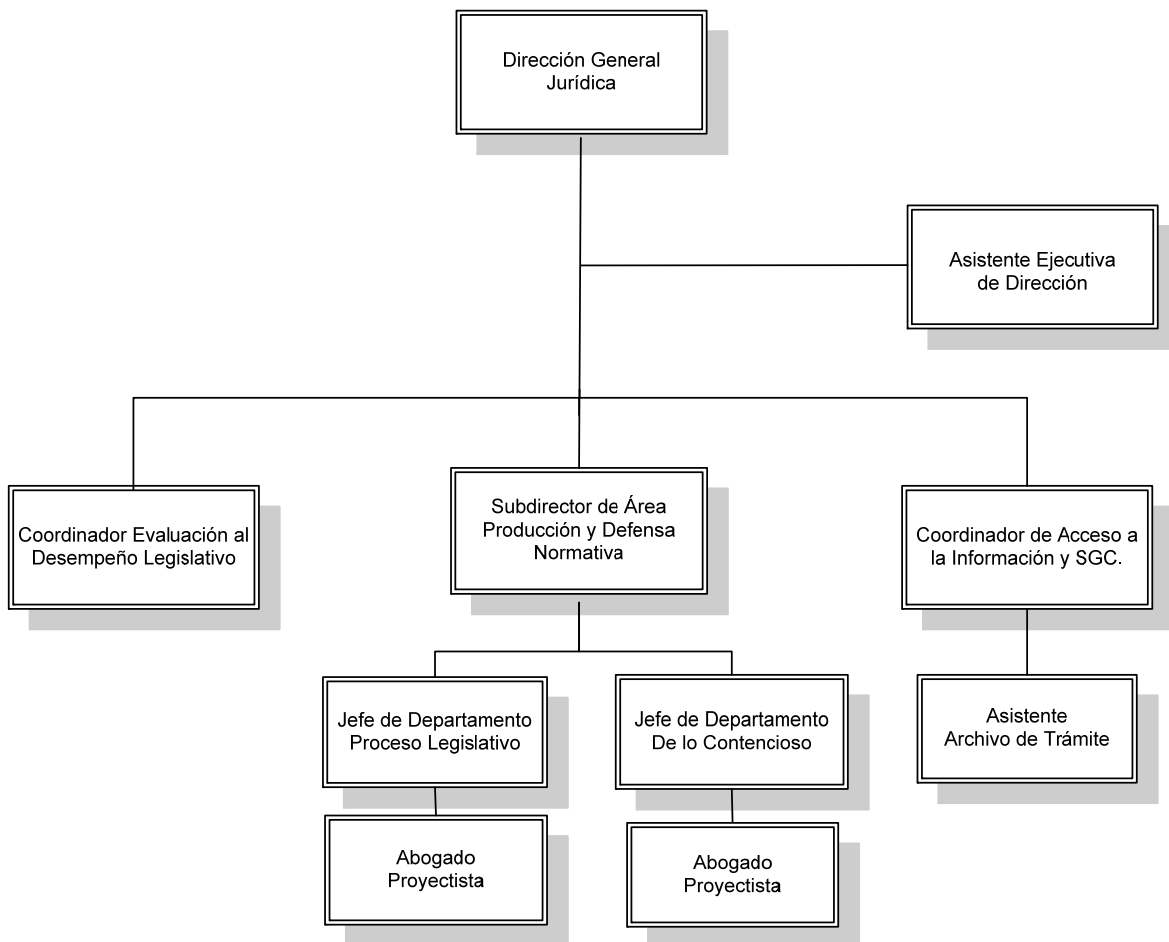 Dirección General
Jurídica
Asistente Ejecutiva
de Dirección
Coordinador Evaluación al
Desempeño Legislativo
Subdirector de Área
Producción y Defensa
Normativa
Coordinador de Acceso a
la Información y SGC.
Jefe de Departamento
Proceso Legislativo
Jefe de Departamento
De lo Contencioso
Asistente
Archivo de Trámite
Abogado
Proyectista
Abogado
Proyectista